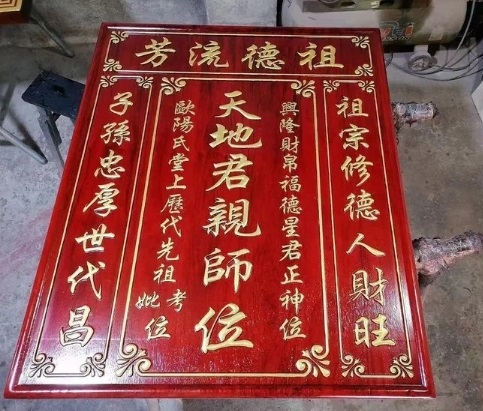 祖德流芳
祖宗修德人財旺
興隆財帛福德星君正神位
天地君親師位
歐陽氏堂上歷代先祖考妣位
子孫忠厚世代昌